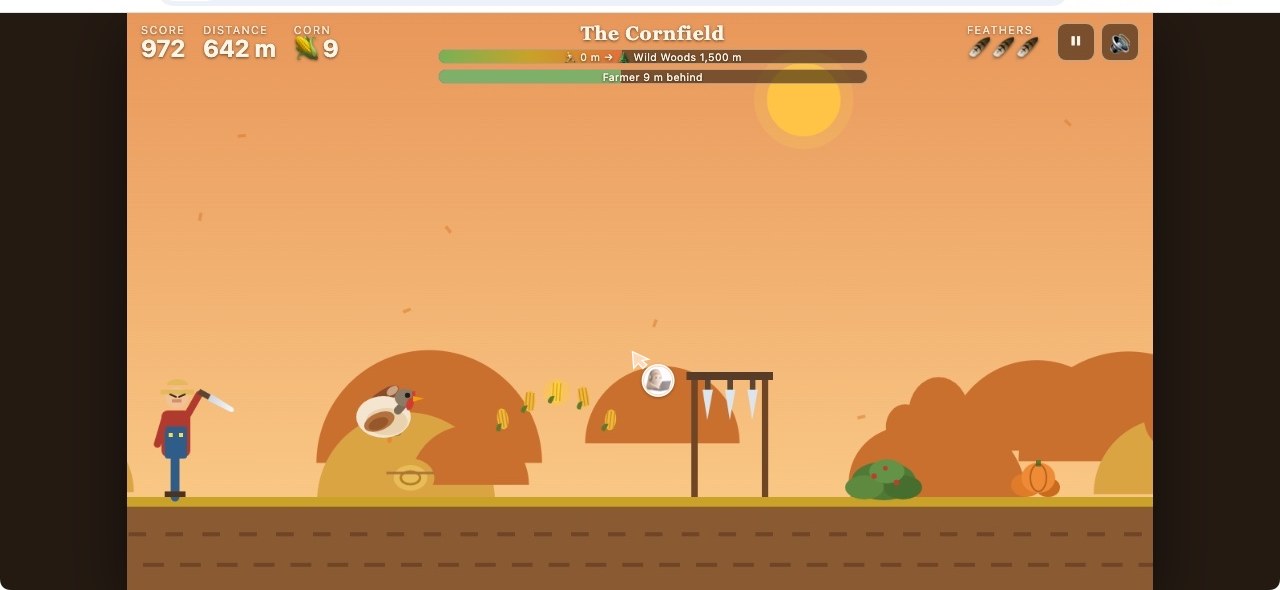 SCORE
972
DISTANCE
642 m
CORN
9
The Cornfield
0 m → Wild Woods 1,500 m
Farmer 9 m behind
FEATHERS